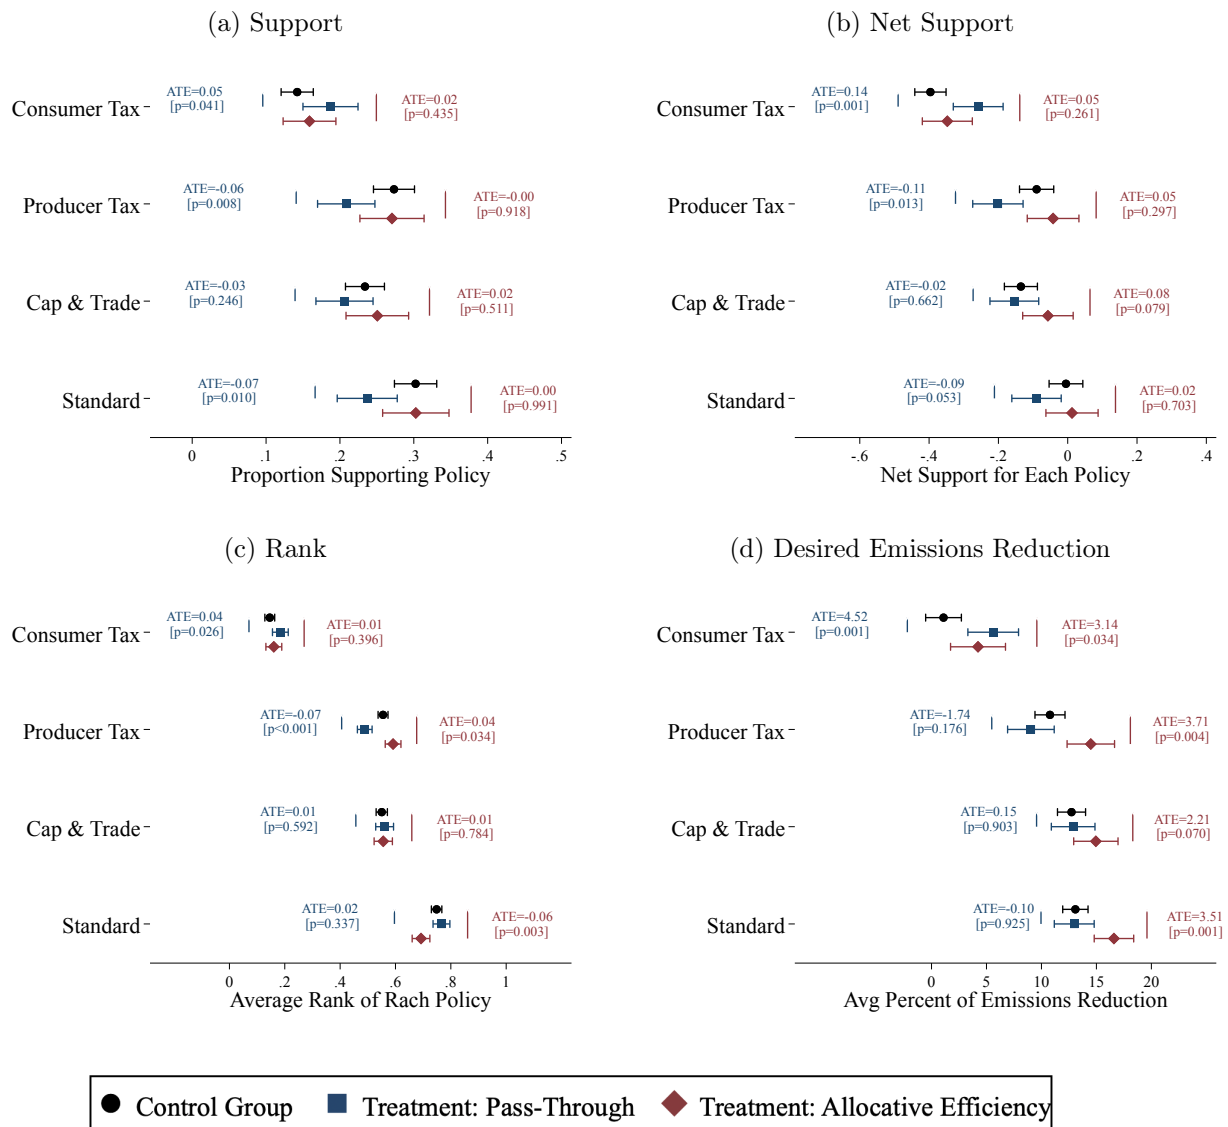 (a) Support
Consumer Tax
ATE=0.05
[p=0.041]
ATE=0.02
[p=0.435]
Producer Tax
ATE=-0.06
[p=0.008]
ATE=-0.00
[p=0.918]
Cap & Trade
ATE=-0.03
[p=0.246]
ATE=0.02
[p=0.511]
Standard
ATE=-0.07
[p=0.010]
ATE=0.00
[p=0.991]
0 .1 .2 .3 .4 .5
Proportion Supporting Policy
(b) Net Support
Consumer Tax
ATE=0.14
[p=0.001]
ATE=0.05
[p=0.261]
Producer Tax
ATE=-0.11
[p=0.013]
ATE=0.05
[p=0.297]
Cap & Trade
ATE=-0.02
[p=0.662]
ATE=0.08
[p=0.079]
Standard
ATE=-0.09
[p=0.053]
ATE=0.02
[p=0.703]
-.6 -.4 -.2 0 .2 .4
Net Support for Each Policy
(c) Rank
Consumer Tax
ATE=0.04
[p=0.026]
ATE=0.01
[p=0.396]
Producer Tax
ATE=-0.07
[p<0.001]
ATE=0.04
[p=0.034]
Cap & Trade
ATE=0.01
[p=0.592]
ATE=0.01
[p=0.784]
Standard
ATE=0.02
[p=0.337]
ATE=-0.06
[p=0.003]
0 .2 .4 .6 .8 1
Average Rank of Rach Policy
(d) Desired Emissions Reduction
Consumer Tax
ATE=4.52
[p=0.001]
ATE=3.14
[p=0.034]
Producer Tax
ATE=-1.74
[p=0.176]
ATE=3.71
[p=0.004]
Cap & Trade
ATE=0.15
[p=0.903]
ATE=2.21
[p=0.070]
Standard
ATE=-0.10
[p=0.925]
ATE=3.51
[p=0.001]
0 5 10 15 20
Avg Percent of Emissions Reduction
Control Group Treatment: Pass-Through Treatment: Allocative Efficiency